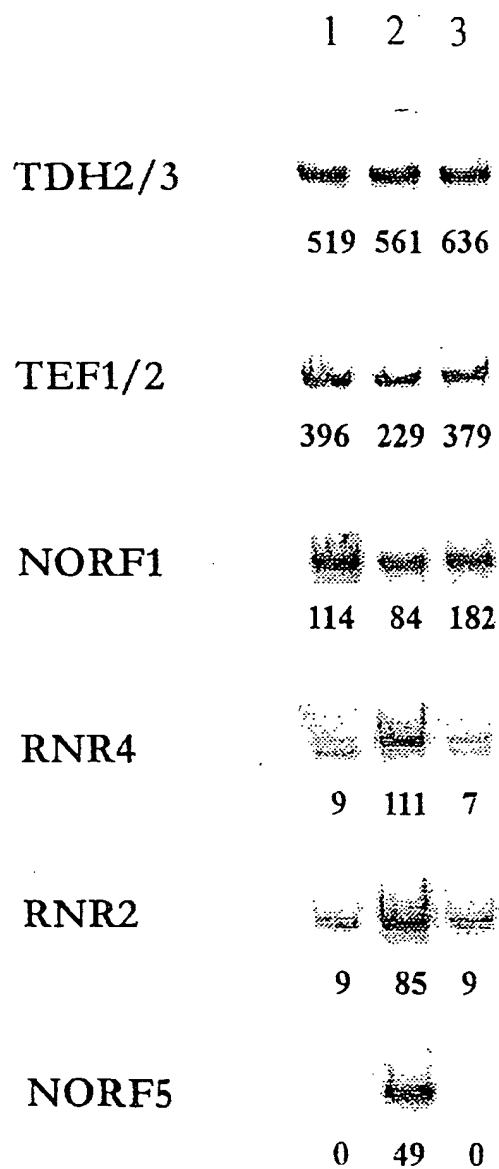 1 2 3
TDH2/3
519 561 636
TEF1/2
396 229 379
NORF1
114 84 182
RNR4
9 111 7
RNR2
9 85 9
NORF5
0 49 0